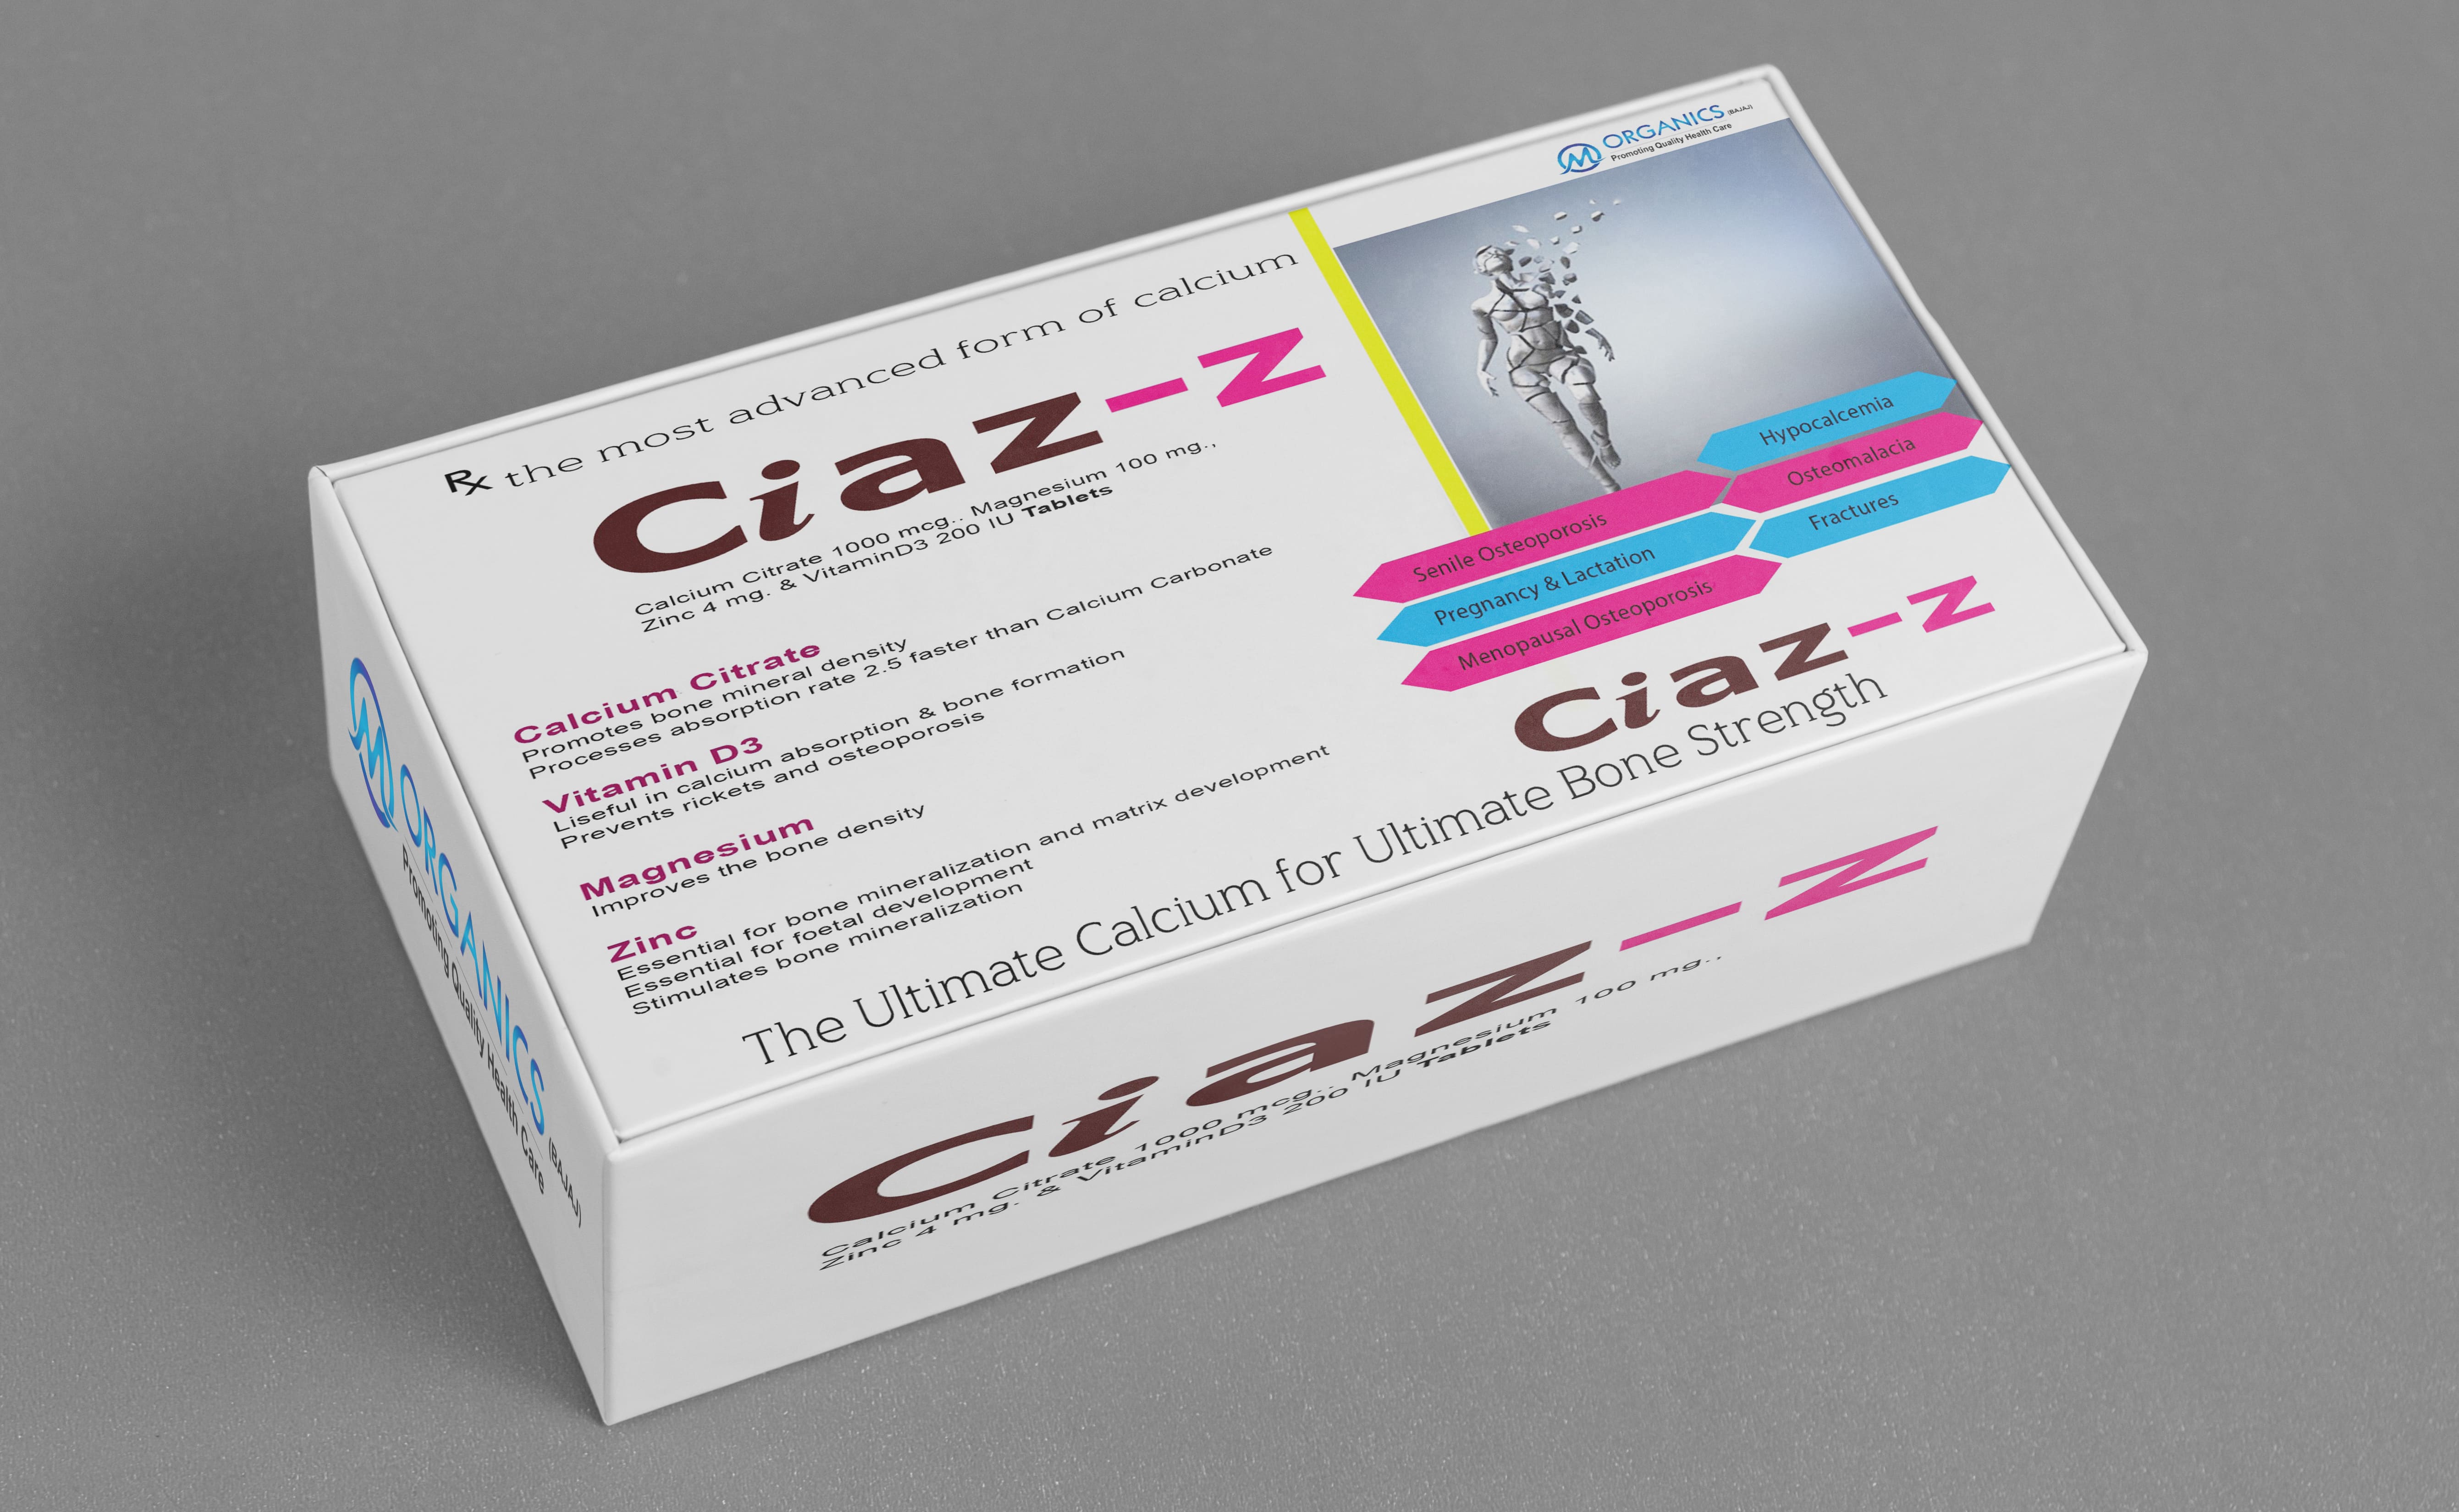 M ORGANICS (BAJAJ)
Promoting Quality Health Care
Rx the most advanced form of calcium
Ciaz-z
Calcium Citrate 1000 mcg.. Magnesium 100 mg.,
Zinc 4 mg. & VitaminD3 200 IU Tablets
Calcium Citrate
Promotes bone mineral density
Processes absorption rate 2.5 faster than Calcium Carbonate
Vitamin D3
Liseful in calcium absorption & bone formation
Prevents rickets and osteoporosis
Magnesium
Improves the bone density
Zinc
Essential for bone mineralization and matrix development
Essential for foetal development
Stimulates bone mineralization
Hypocalcemia
Osteomalacia
Fractures
Senile Osteoporosis
Pregnancy & Lactation
Menopausal Osteoporosis
Ciaz-z
The Ultimate Calcium for Ultimate Bone Strength
Ciaz-z
Calcium Citrate 1000 mcg.. Magnesium 100 mg.,
Zinc 4 mg. & VitaminD3 200 IU Tablets
M ORGANICS (BAJAJ)
Promoting Quality Health Care